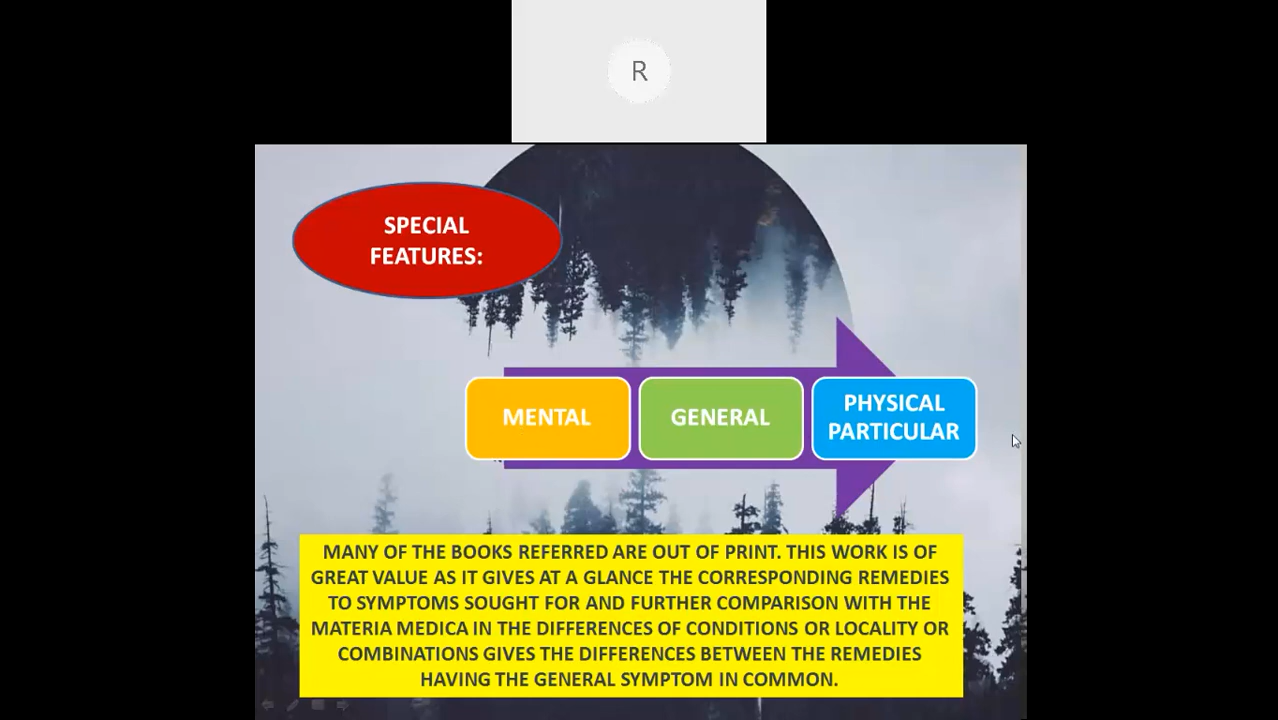 R
SPECIAL
FEATURES:
MENTAL
GENERAL
PHYSICAL
PARTICULAR
MANY OF THE BOOKS REFERRED ARE OUT OF PRINT. THIS WORK IS OF
GREAT VALUE AS IT GIVES AT A GLANCE THE CORRESPONDING REMEDIES
TO SYMPTOMS SOUGHT FOR AND FURTHER COMPARISON WITH THE
MATERIA MEDICA IN THE DIFFERENCES OF CONDITIONS OR LOCALITY OR
COMBINATIONS GIVES THE DIFFERENCES BETWEEN THE REMEDIES
HAVING THE GENERAL SYMPTOM IN COMMON.